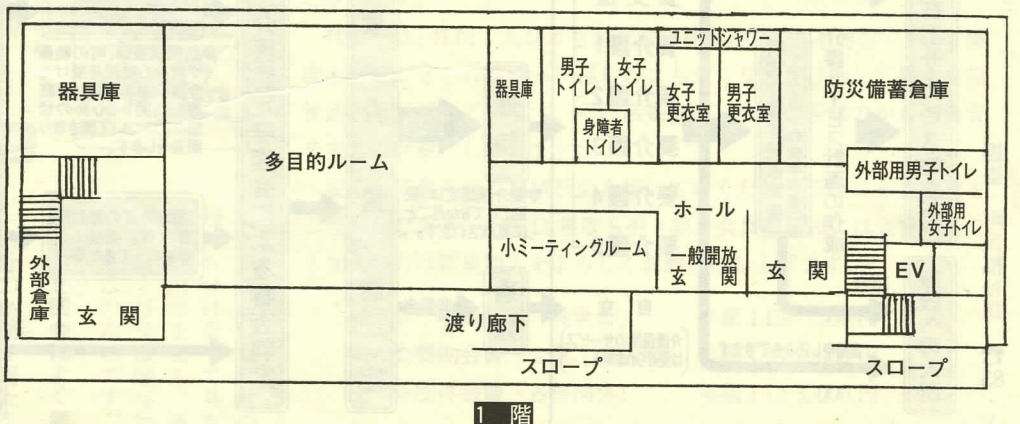 器具庫
多目的ルーム
器具庫
男子
トイレ
女子
トイレ
身障者
トイレ
ユニットシャワー
女子
更衣室
男子
更衣室
防災備蓄倉庫
外部用男子トイレ
外部用
女子トイレ
ホール
小ミーティングルーム
一般開放
玄関
玄関
EV
外部倉庫
玄関
渡り廊下
スロープ
スロープ
1階